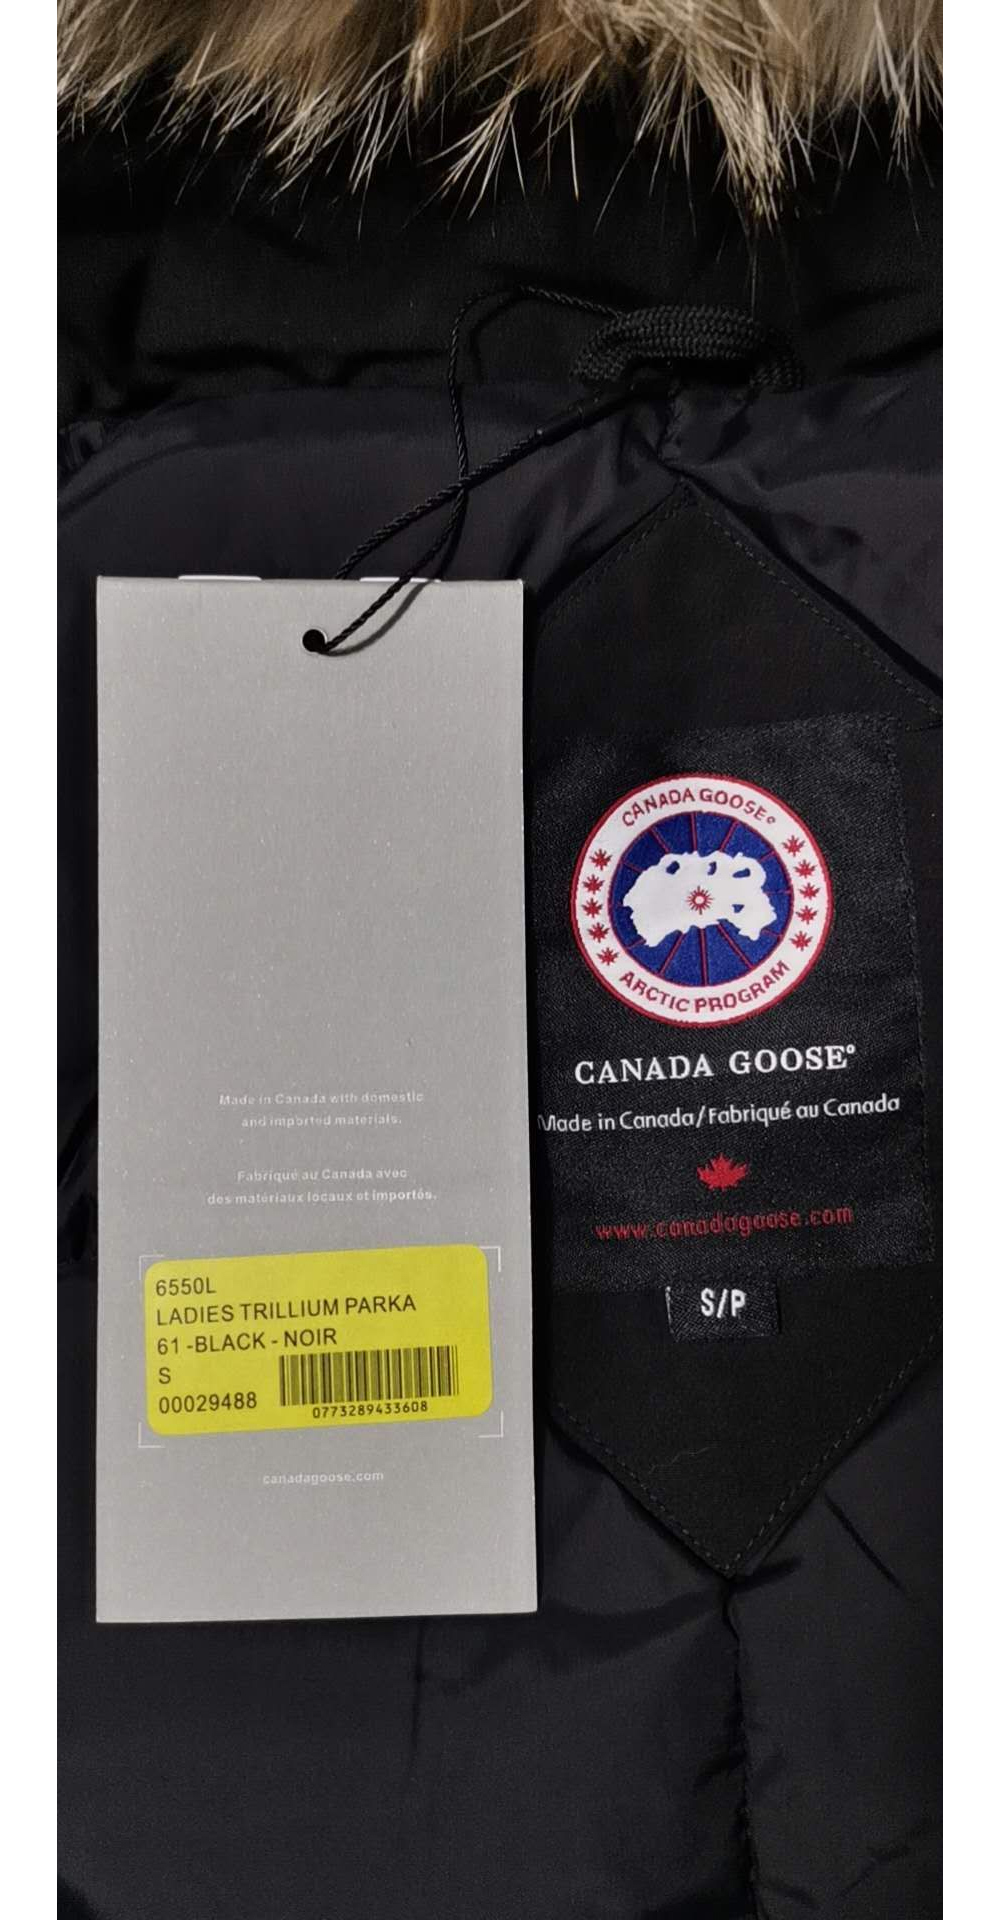 Made in Canada with domestic
and imported materials.
Fabriqué au Canada avec
des matériaux locaux et importés.
6550L
LADIES TRILLIUM PARKA
61 -BLACK - NOIR
S
00029488
0773289433608
canadagoose.com
CANADA GOOSE
ARCTIC PROGRAM
CANADA GOOSE
Made in Canada/Fabriqué au Canada
www.canadagoose.com
S/P